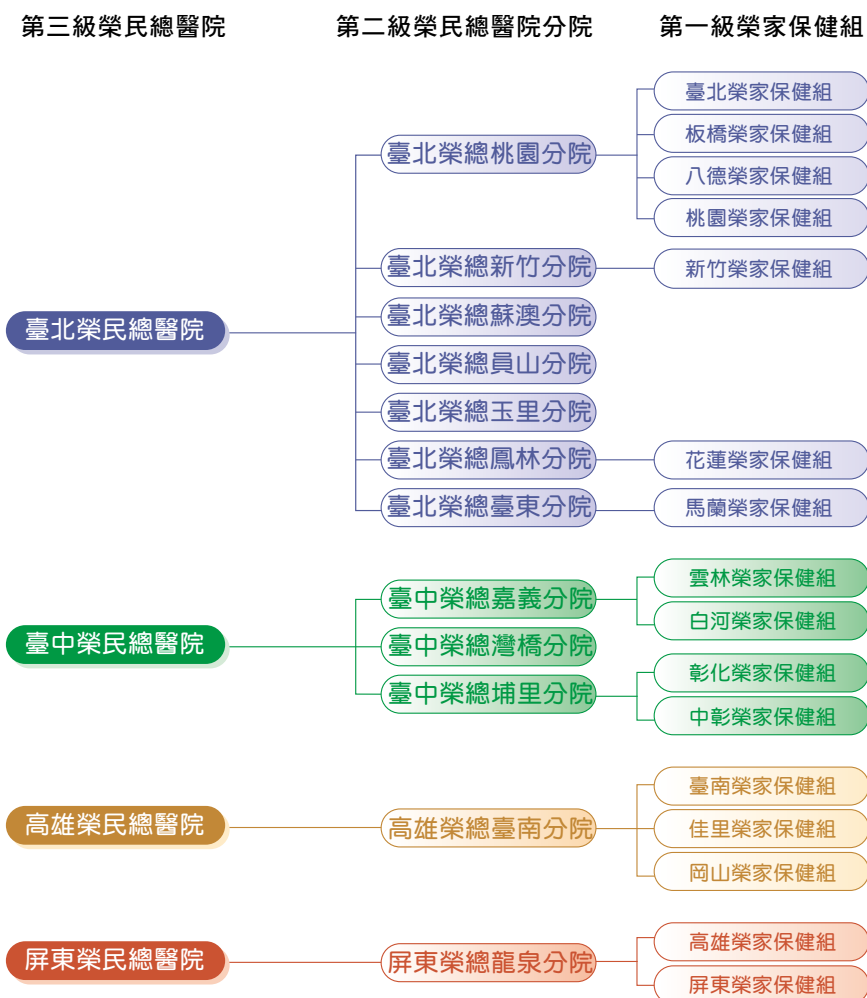 第三級榮民總醫院
第二級榮民總醫院分院
第一級榮家保健組
臺北榮民總醫院
臺北榮總桃園分院
臺北榮家保健組
板橋榮家保健組
八德榮家保健組
桃園榮家保健組
臺北榮總新竹分院
新竹榮家保健組
臺北榮總蘇澳分院
臺北榮總員山分院
臺北榮總玉里分院
臺北榮總鳳林分院
花蓮榮家保健組
臺北榮總臺東分院
馬蘭榮家保健組
臺中榮民總醫院
臺中榮總嘉義分院
雲林榮家保健組
白河榮家保健組
臺中榮總灣橋分院
臺中榮總埔里分院
彰化榮家保健組
中彰榮家保健組
高雄榮民總醫院
高雄榮總臺南分院
臺南榮家保健組
佳里榮家保健組
岡山榮家保健組
屏東榮民總醫院
屏東榮總龍泉分院
高雄榮家保健組
屏東榮家保健組